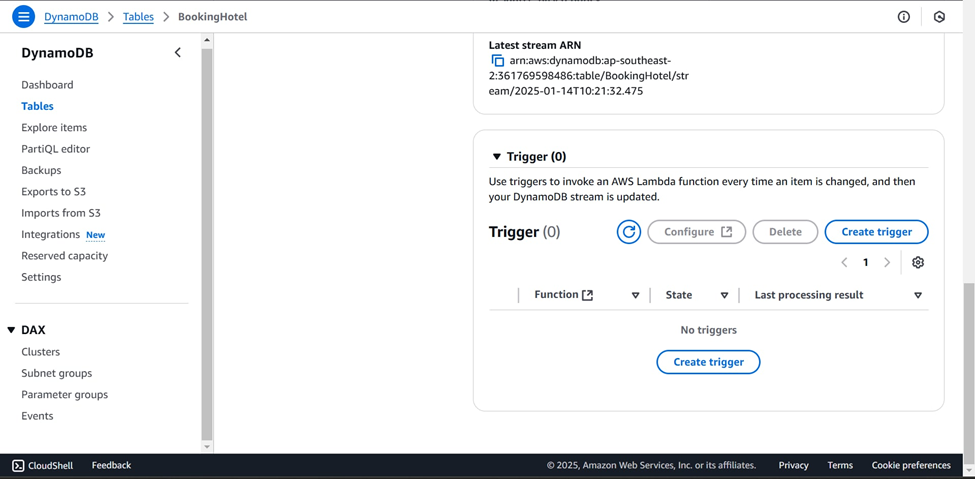 DynamoDB > Tables > BookingHotel
DynamoDB
Dashboard
Tables
Explore items
PartiQL editor
Backups
Exports to S3
Imports from S3
Integrations New
Reserved capacity
Settings
DAX
Clusters
Subnet groups
Parameter groups
Events
Latest stream ARN
arn:aws:dynamodb:ap-southeast-
2:361769598486:table/BookingHotel/str
eam/2025-01-14T10:21:32.475
Trigger (0)
Use triggers to invoke an AWS Lambda function every time an item is changed, and then
your DynamoDB stream is updated.
Trigger (0) Configure Delete Create trigger
< 1 >
Function State Last processing result
No triggers
Create trigger
CloudShell Feedback © 2025, Amazon Web Services, Inc. or its affiliates. Privacy Terms Cookie preferences